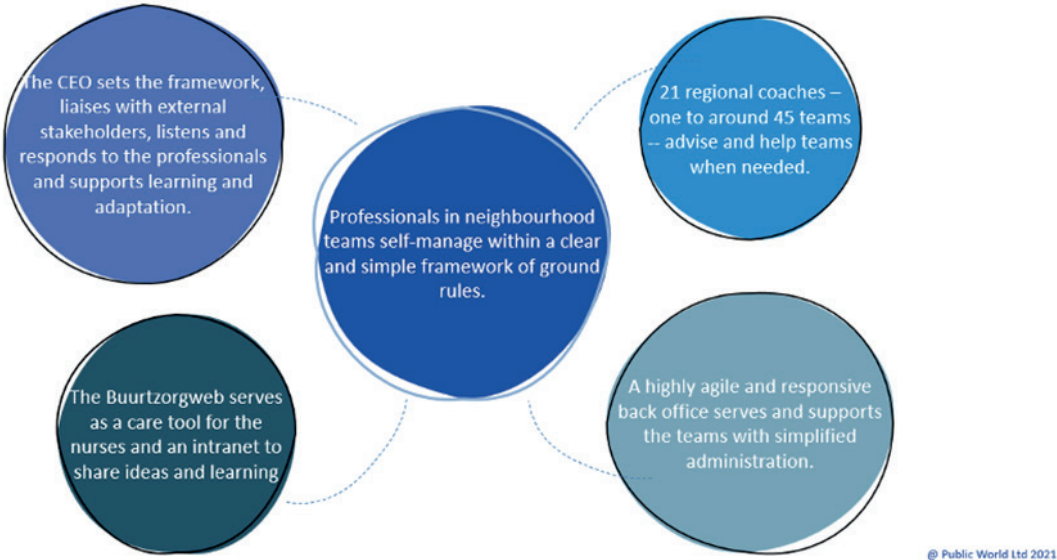 The CEO sets the framework,
liaises with external
stakeholders, listens and
responds to the professionals
and supports learning and
adaptation.
21 regional coaches –
one to around 45 teams
-- advise and help teams
when needed.
Professionals in neighbourhood
teams self-manage within a clear
and simple framework of ground
rules.
The Buurtzorgweb serves
as a care tool for the
nurses and an intranet to
share ideas and learning
A highly agile and responsive
back office serves and supports
the teams with simplified
administration.
@ Public World Ltd 2021